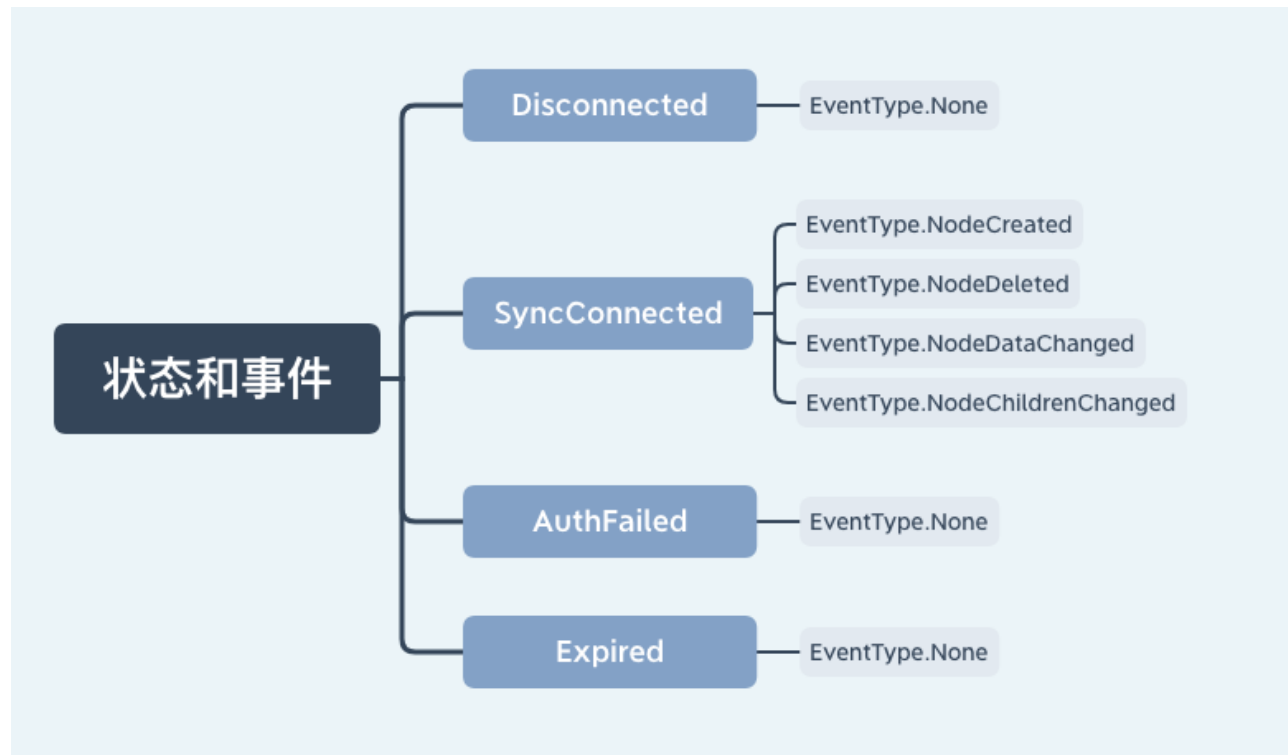 状态和事件
Disconnected
EventType.None
SyncConnected
EventType.NodeCreated
EventType.NodeDeleted
EventType.NodeDataChanged
EventType.NodeChildrenChanged
AuthFailed
EventType.None
Expired
EventType.None